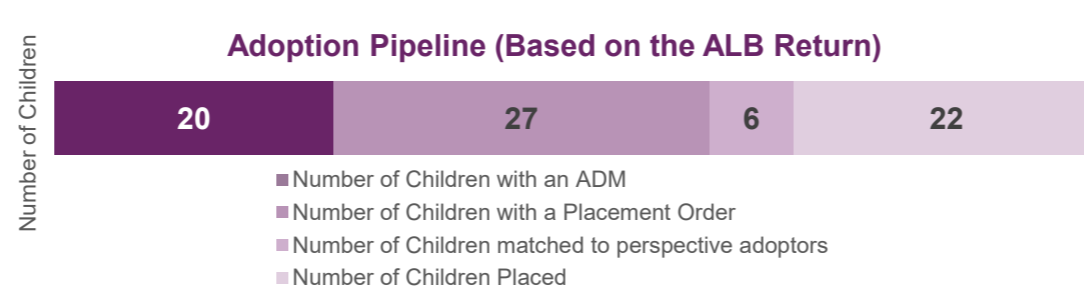 Adoption Pipeline (Based on the ALB Return)
Number of Children
20 27 6 22
Number of Children with an ADM
Number of Children with a Placement Order
Number of Children matched to perspective adoptors
Number of Children Placed